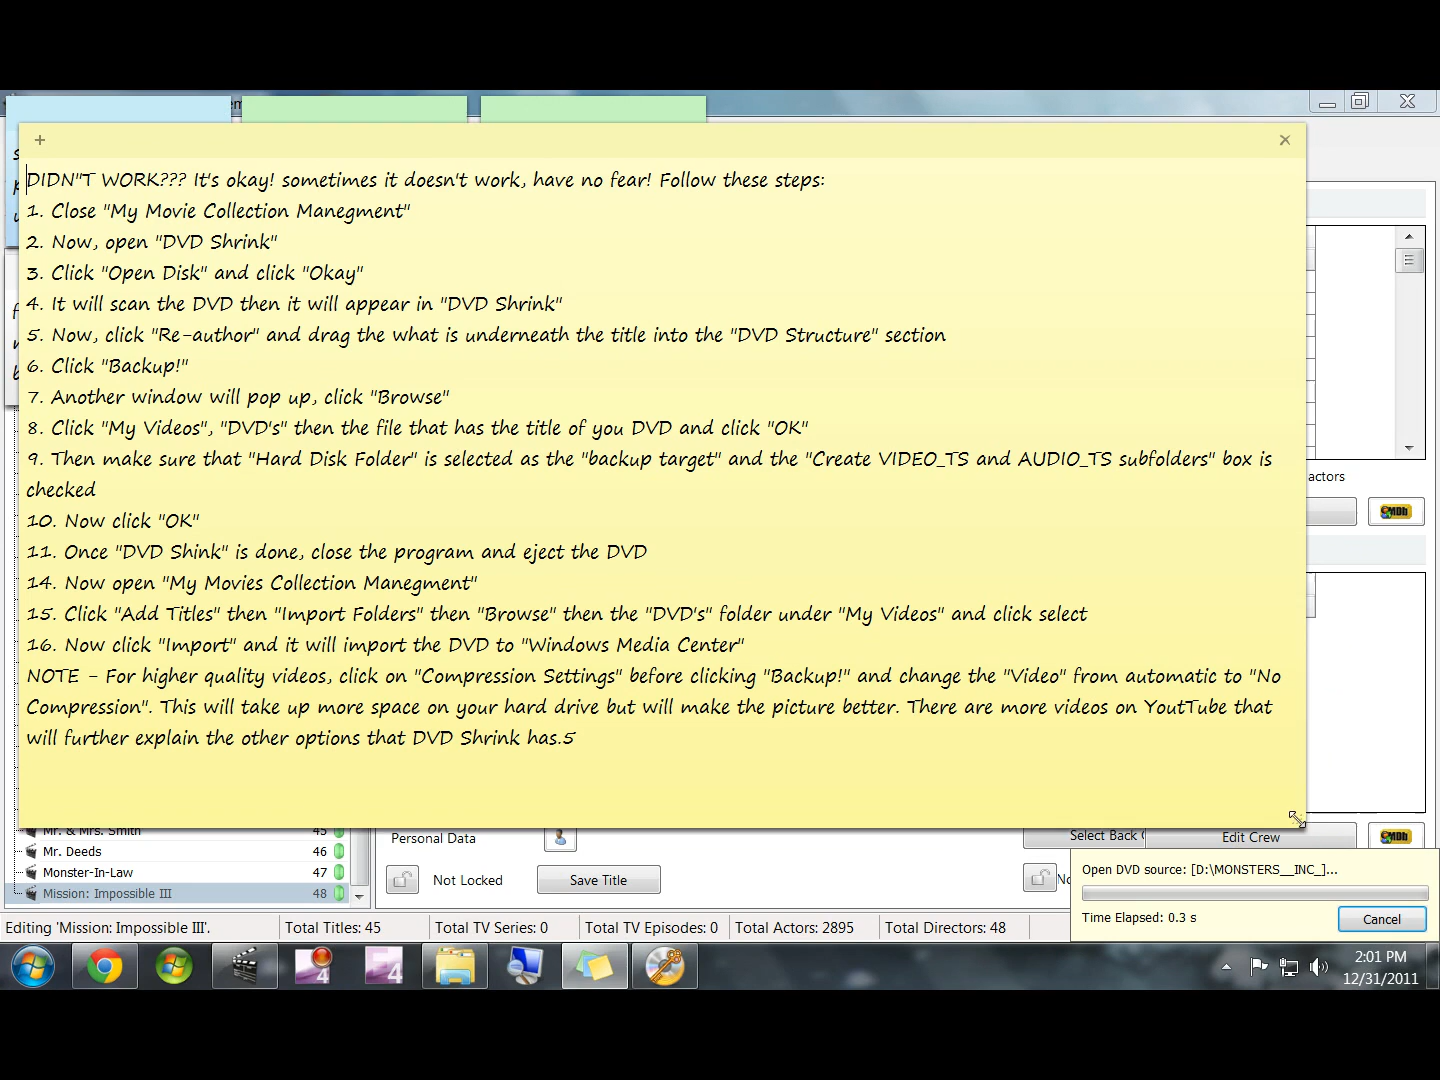 em
+
DIDN"T WORK??? It's okay! sometimes it doesn't work, have no fear! Follow these steps:
1. Close "My Movie Collection Manegment"
2. Now, open "DVD Shrink"
3. Click "Open Disk" and click "Okay"
4. It will scan the DVD then it will appear in "DVD Shrink"
5. Now, click "Re-author" and drag the what is underneath the title into the "DVD Structure" section
6. Click "Backup!"
7. Another window will pop up, click "Browse"
8. Click "My Videos", "DVD's" then the file that has the title of you DVD and click "OK"
9. Then make sure that "Hard Disk Folder" is selected as the "backup target" and the "Create VIDEO_TS and AUDIO_TS subfolders" box is
checked
10. Now click "OK"
11. Once "DVD Shink" is done, close the program and eject the DVD
14. Now open "My Movies Collection Manegment"
15. Click "Add Titles" then "Import Folders" then "Browse" then the "DVD's" folder under "My Videos" and click select
16. Now click "Import" and it will import the DVD to "Windows Media Center"
NOTE - For higher quality videos, click on "Compression Settings" before clicking "Backup!" and change the "Video" from automatic to "No
Compression". This will take up more space on your hard drive but will make the picture better. There are more videos on YoutTube that
will further explain the other options that DVD Shrink has.5
actors
Mr. & Mrs. Smith 45
Mr. Deeds 46
Monster-In-Law 47
Mission: Impossible III 48
Personal Data
Select Back
Edit Crew
Not Locked
Save Title
No
Open DVD source: [D:\MONSTERS__INC_]...
Time Elapsed: 0.3 s
Cancel
Editing 'Mission: Impossible III'.
Total Titles: 45
Total TV Series: 0
Total TV Episodes: 0
Total Actors: 2895
Total Directors: 48
2:01 PM
12/31/2011